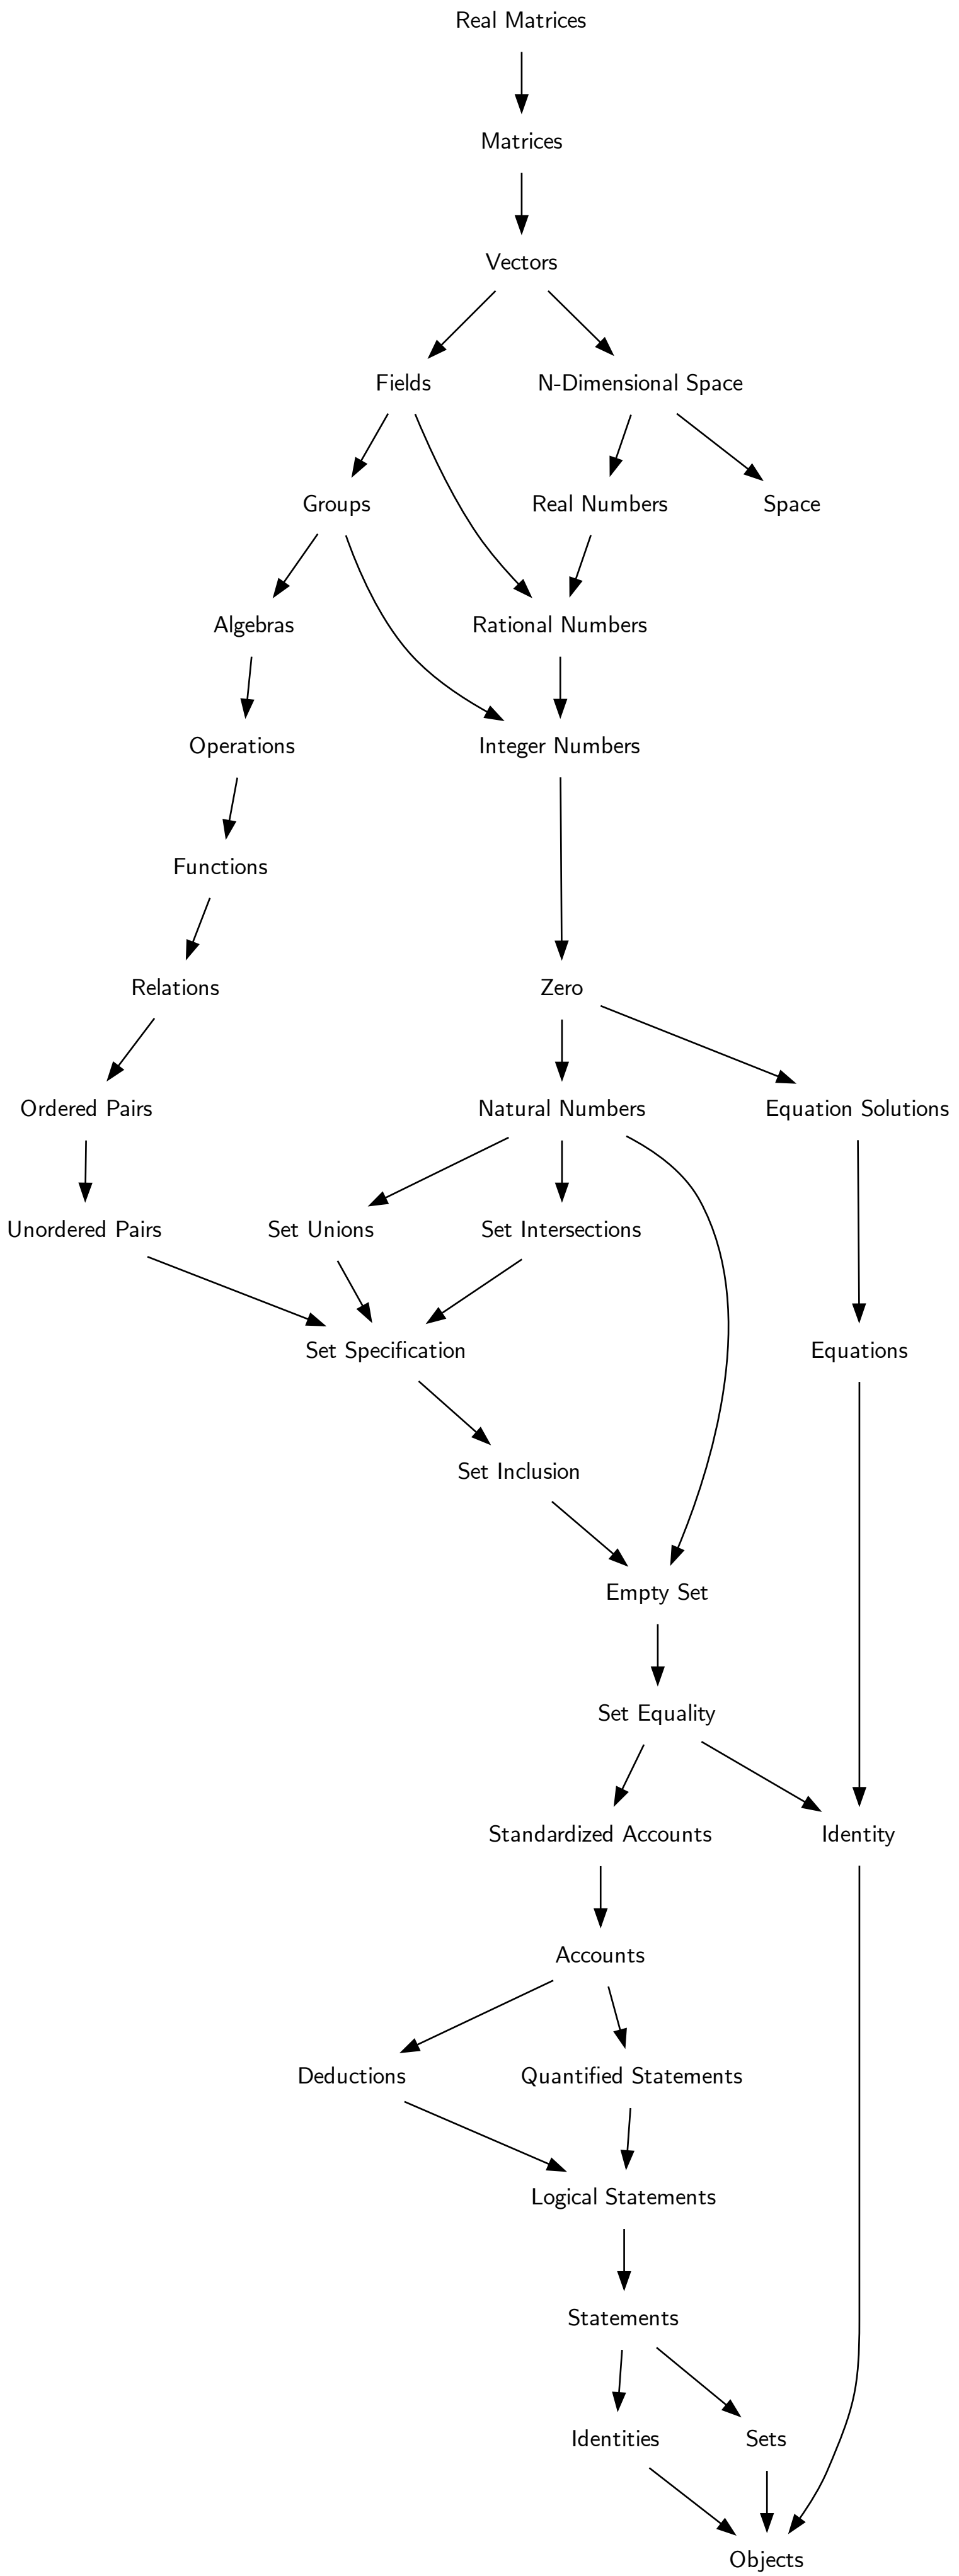 Real Matrices
Matrices
Vectors
Fields
N-Dimensional Space
Groups
Real Numbers
Space
Algebras
Rational Numbers
Operations
Integer Numbers
Functions
Relations
Zero
Ordered Pairs
Natural Numbers
Equation Solutions
Unordered Pairs
Set Unions
Set Intersections
Set Specification
Equations
Set Inclusion
Empty Set
Set Equality
Standardized Accounts
Identity
Accounts
Deductions
Quantified Statements
Logical Statements
Statements
Identities
Sets
Objects